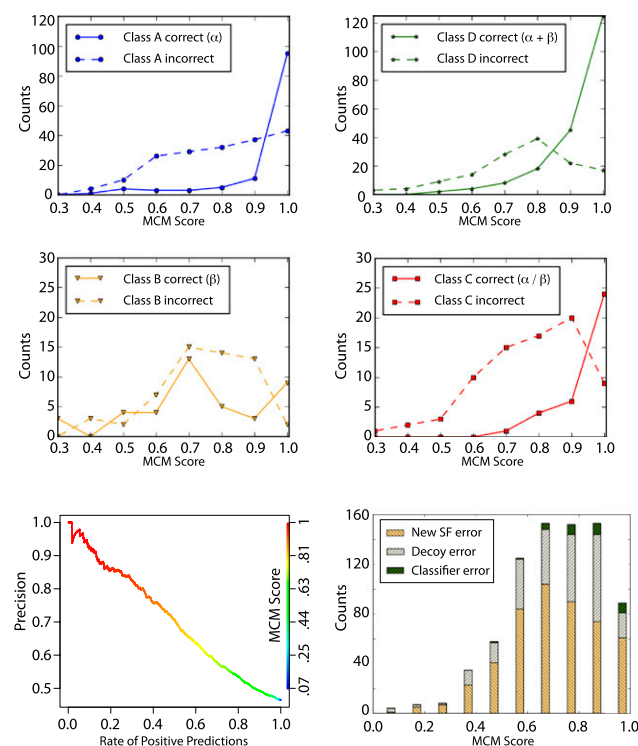 120
100
80
60
40
20
0
Counts
Class A correct (α)
Class A incorrect
0.3 0.4 0.5 0.6 0.7 0.8 0.9 1.0
MCM Score
120
100
80
60
40
20
0
Counts
Class D correct (α + β)
Class D incorrect
0.3 0.4 0.5 0.6 0.7 0.8 0.9 1.0
MCM Score
30
25
20
15
10
5
0
Counts
Class B correct (β)
Class B incorrect
0.3 0.4 0.5 0.6 0.7 0.8 0.9 1.0
MCM Score
30
25
20
15
10
5
0
Counts
Class C correct (α / β)
Class C incorrect
0.3 0.4 0.5 0.6 0.7 0.8 0.9 1.0
MCM Score
1.0
0.9
0.8
0.7
0.6
0.5
Precision
0.0 0.2 0.4 0.6 0.8 1.0
Rate of Positive Predictions
MCM Score
1
.81
.63
.44
.25
.07
160
120
80
40
0
Counts
New SF error
Decoy error
Classifier error
0.0 0.2 0.4 0.6 0.8 1.0
MCM Score